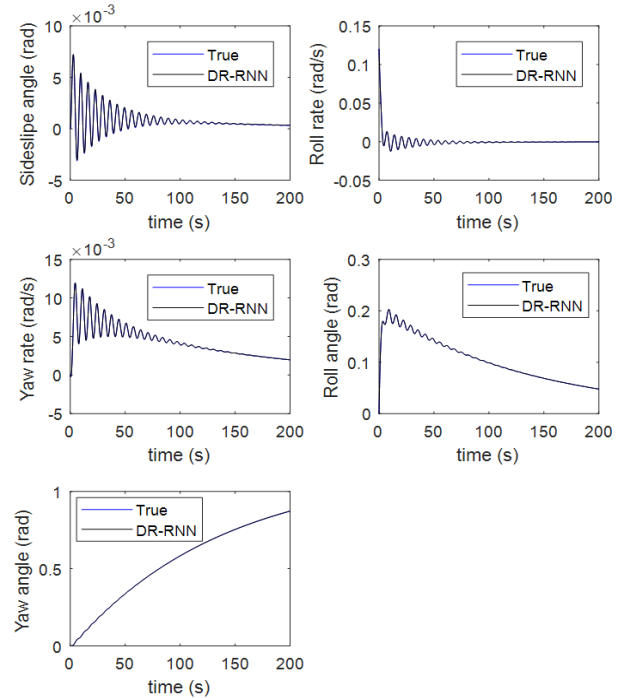 ×10⁻³
10
5
0
-5
Sideslipe angle (rad)
True
DR-RNN
0 50 100 150 200
time (s)
0.15
0.1
0.05
0
-0.05
Roll rate (rad/s)
True
DR-RNN
0 50 100 150 200
time (s)
×10⁻³
15
10
5
0
-5
Yaw rate (rad/s)
True
DR-RNN
0 50 100 150 200
time (s)
0.3
0.2
0.1
0
Roll angle (rad)
True
DR-RNN
0 50 100 150 200
time (s)
1
0.5
0
Yaw angle (rad)
True
DR-RNN
0 50 100 150 200
time (s)